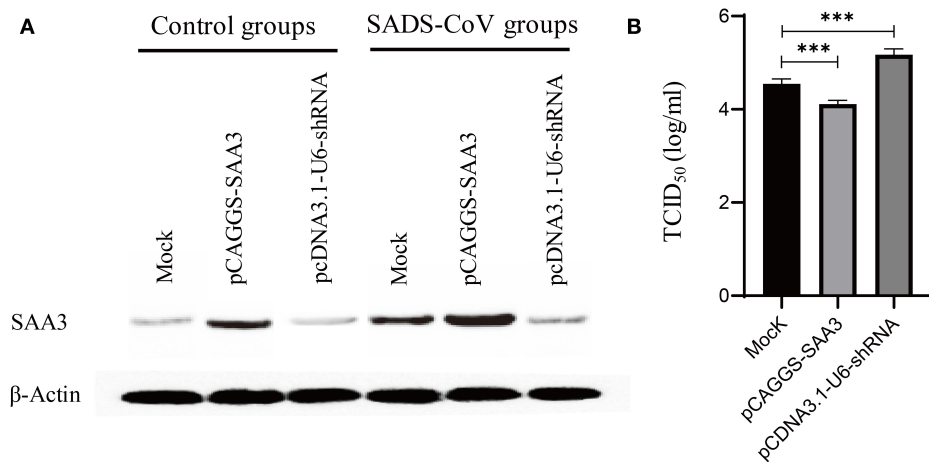 A
Control groups
SADS-CoV groups
Mock
pCAGGS-SAA3
pcDNA3.1-U6-shRNA
Mock
pCAGGS-SAA3
pcDNA3.1-U6-shRNA
SAA3
β-Actin
B
TCID50 (log/ml)
6
4
2
0
***
***
MocK
pCAGGS-SAA3
pCDNA3.1-U6-shRNA